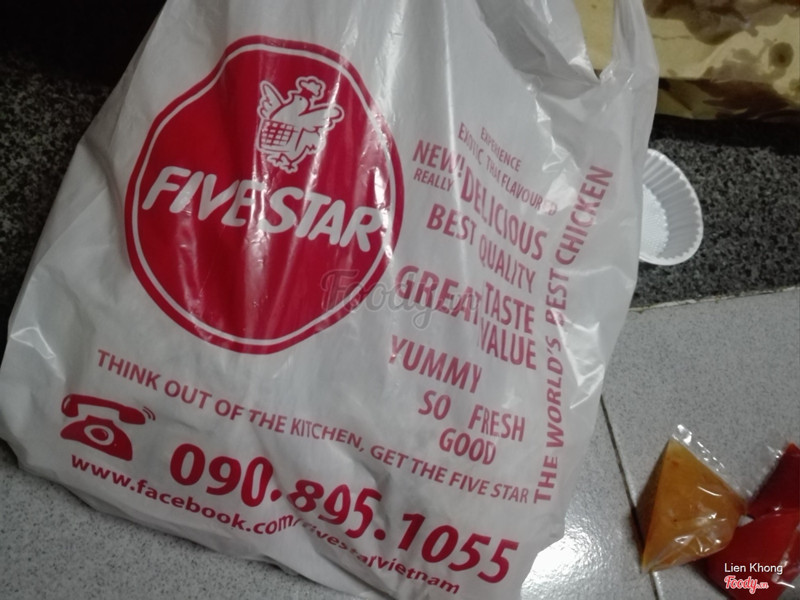 FIVE STAR
EXPERIENCE
EXOTIC THAI FLAVOURED
NEW!
REALLY
DELICIOUS
BEST QUALITY
GREAT TASTE
VALUE
YUMMY
SO FRESH
GOOD
THE WORLD'S BEST CHICKEN
THINK OUT OF THE KITCHEN, GET THE FIVE STAR
090.895.1055
www.facebook.com/fivestarvietnam
Foody
Lien Khong
Foody.vn